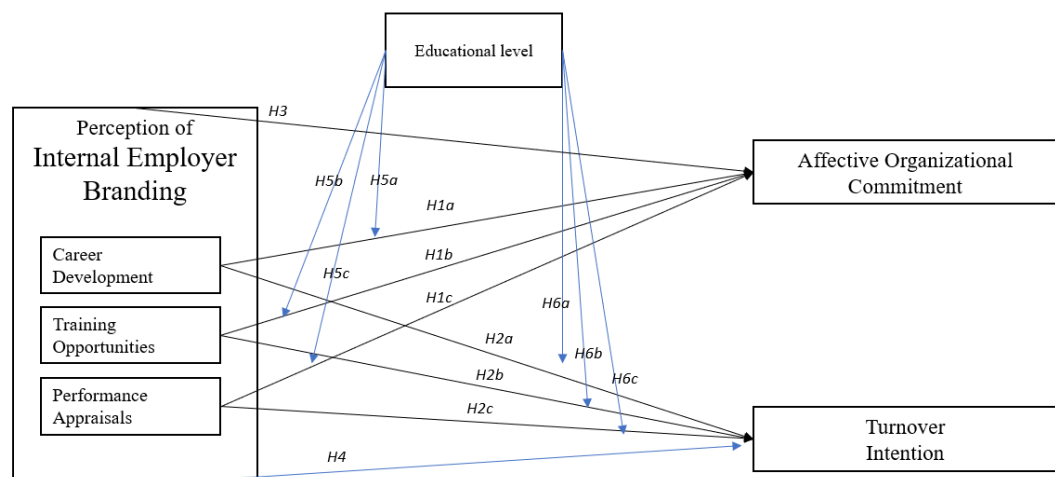 Educational level
H3
Perception of
Internal Employer
Branding
Affective Organizational
Commitment
H5b
H5a
H1a
Career
Development
H1b
H5c
H1c
H6a
Training
Opportunities
H2a
H6b
H2b
H6c
Performance
Appraisals
H2c
Turnover
Intention
H4